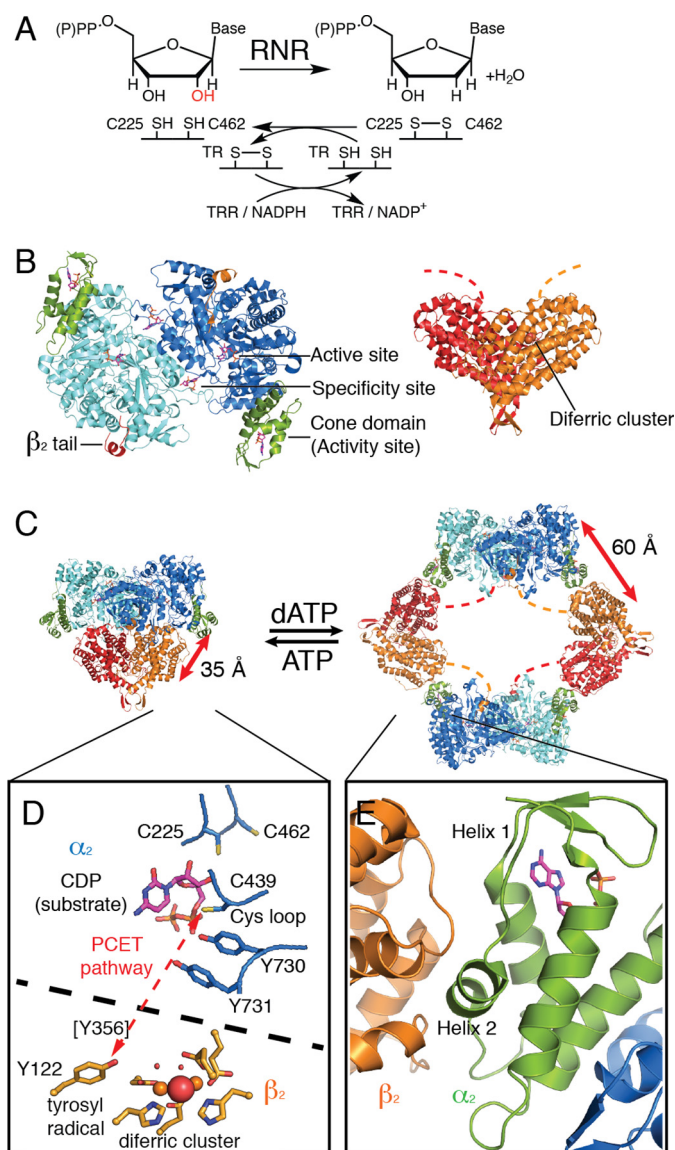 A
(P)PP-O
Base
O
H
OH
OH
RNR
(P)PP-O
Base
O
H
OH
+H₂O
C225
SH
SH
C462
C225
S—S
C462
TR
S—S
TR
SH
SH
TRR / NADPH
TRR / NADP⁺
B
Active site
Specificity site
Cone domain
(Activity site)
β₂ tail
Diferric cluster
C
35 Å
dATP
ATP
60 Å
D
α₂
C225
C462
CDP
(substrate)
C439
Cys loop
PCET
pathway
Y730
Y731
[Y356]
Y122
tyrosyl
radical
diferric cluster
β₂
E
Helix 1
Helix 2
β₂
α₂